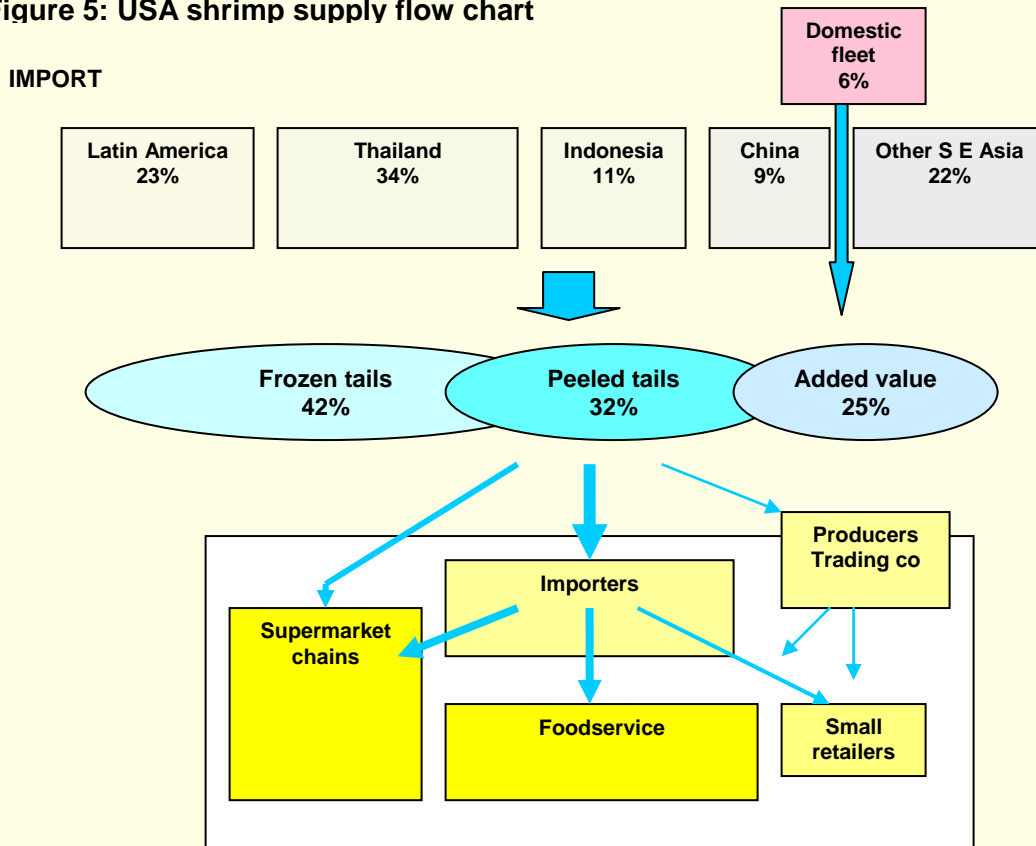 Figure 5: USA shrimp supply flow chart
Domestic
fleet
6%
IMPORT
Latin America
23%
Thailand
34%
Indonesia
11%
China
9%
Other S E Asia
22%
Frozen tails
42%
Peeled tails
32%
Added value
25%
Producers
Trading co
Importers
Supermarket
chains
Foodservice
Small
retailers